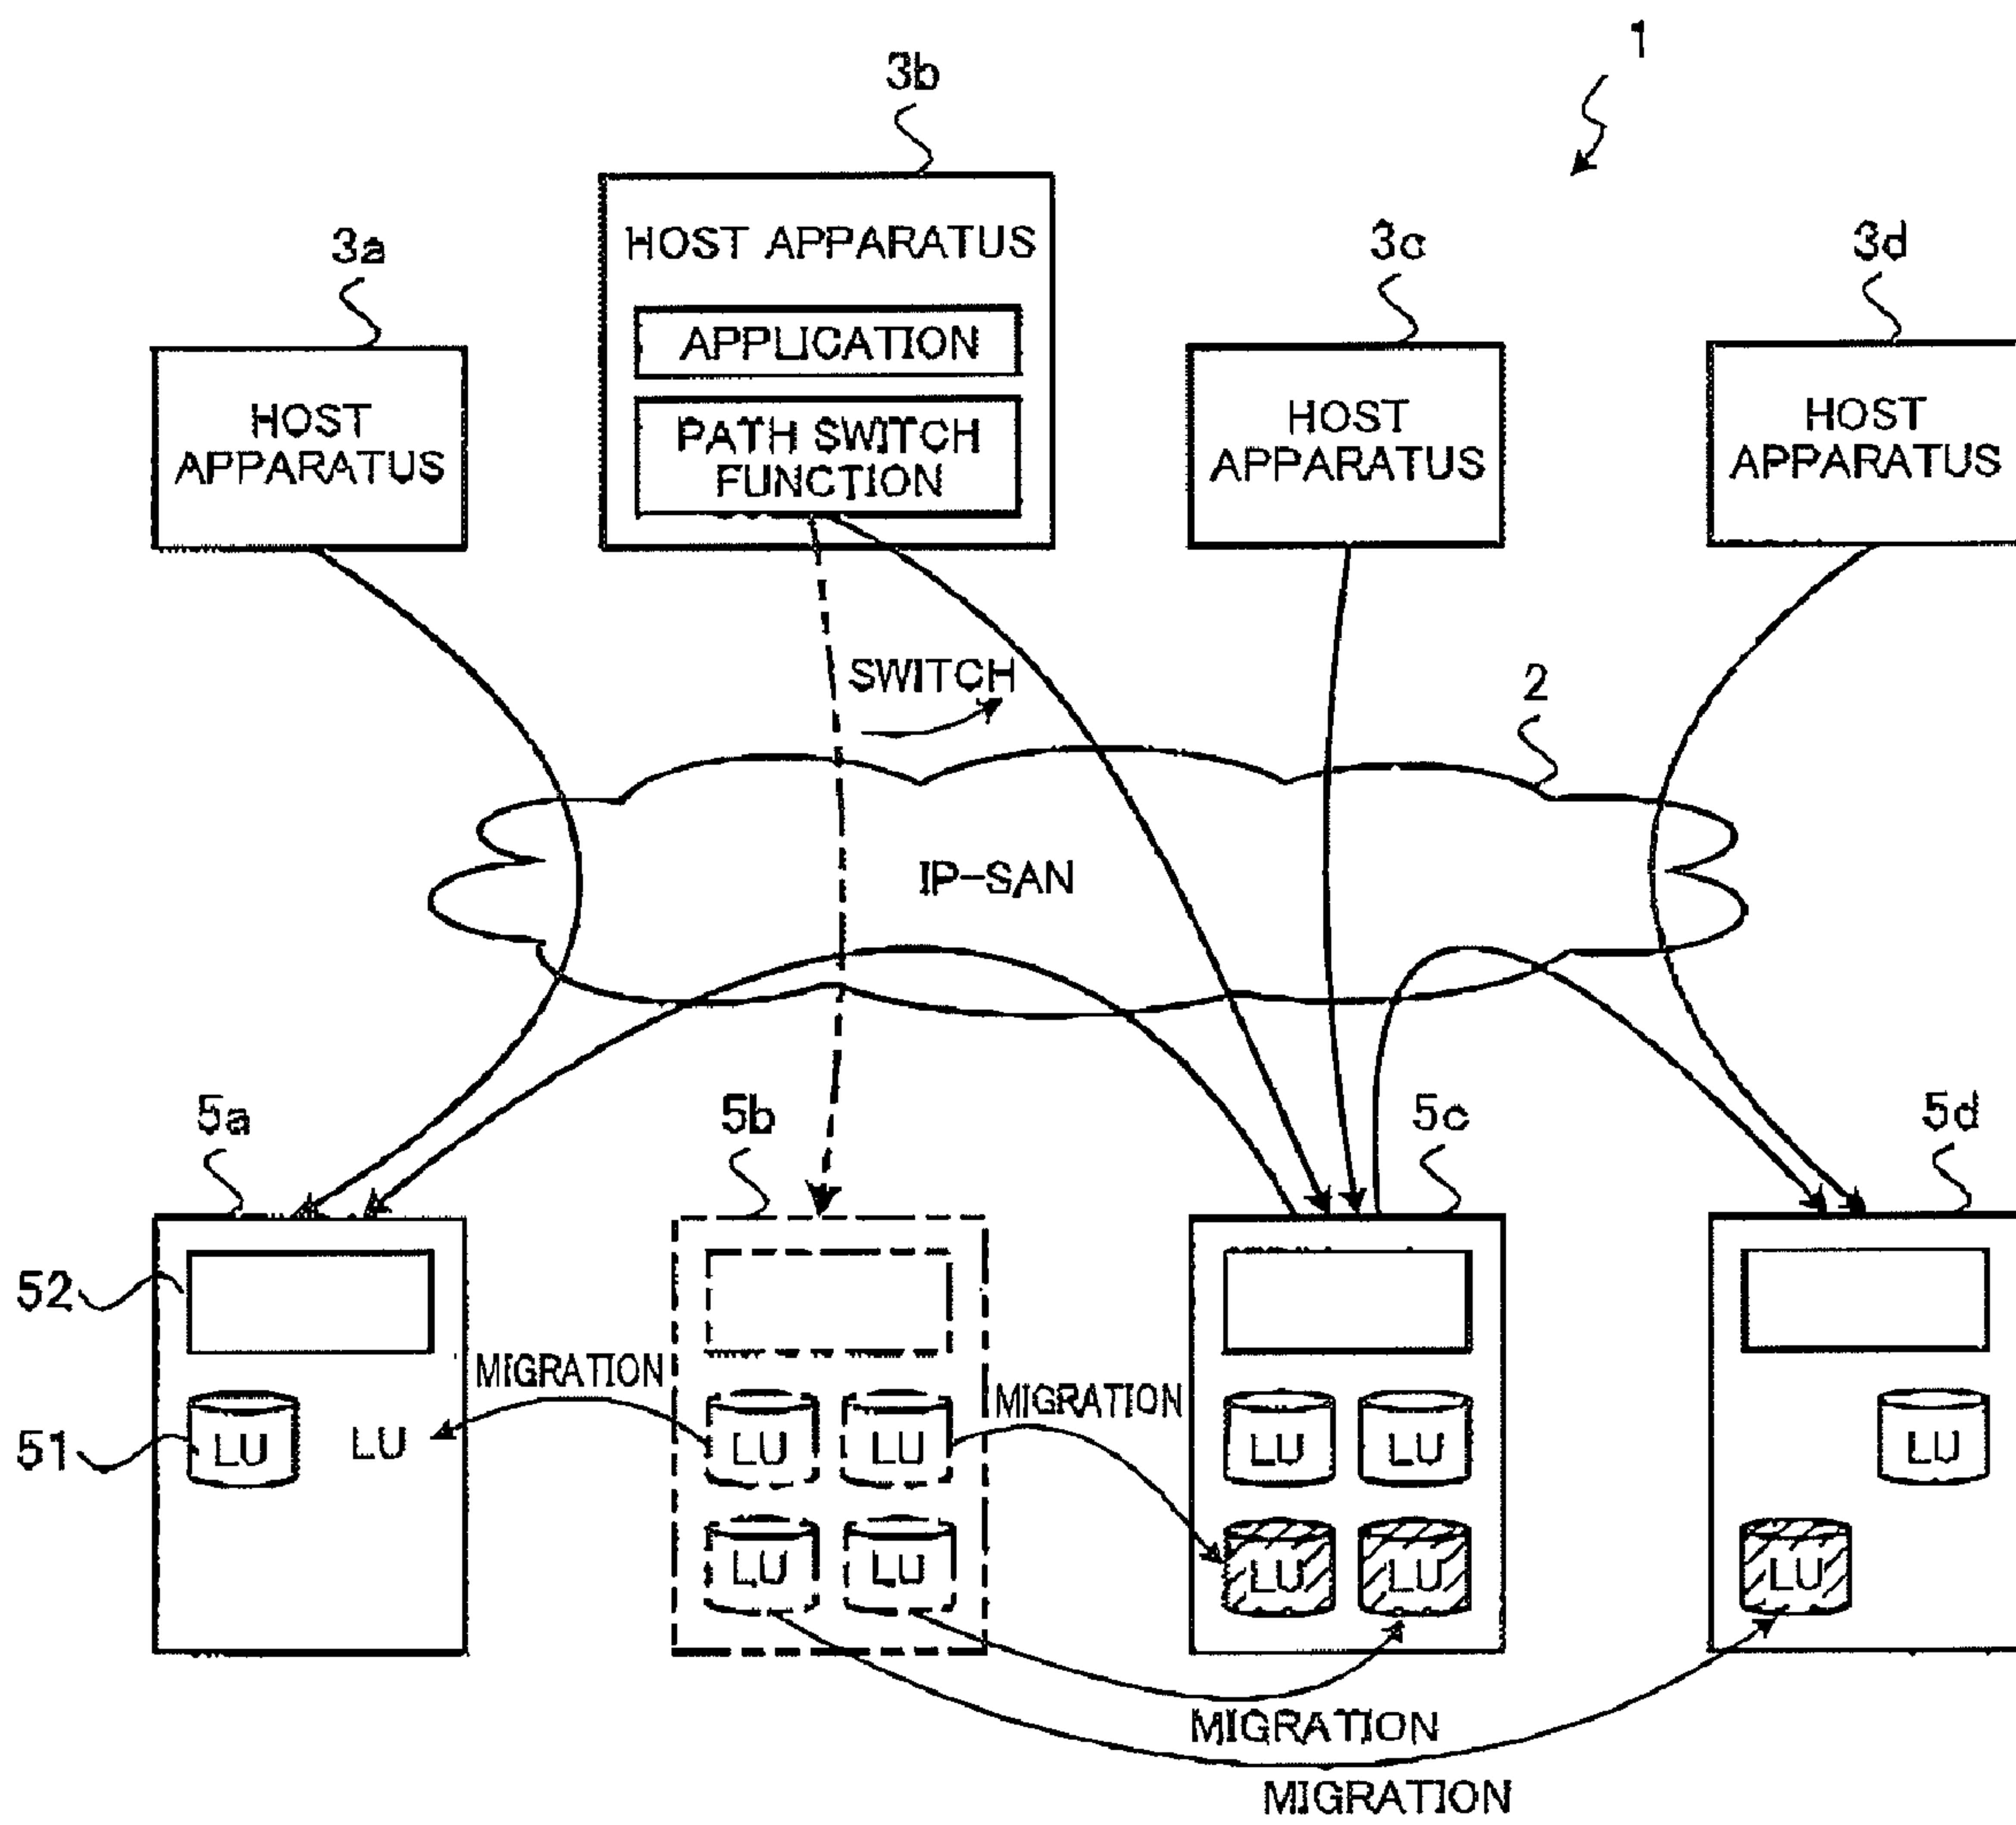 1
3b
HOST APPARATUS
3a
3c
3d
APPLICATION
HOST
APPARATUS
PATH SWITCH
FUNCTION
HOST
APPARATUS
HOST
APPARATUS
SWITCH
2
IP-SAN
5a
5b
5c
5d
52
MIGRATION
MIGRATION
51
LU
LU
LU
LU
LU
LU
LU
LU
LU
LU
LU
LU
MIGRATION
MIGRATION